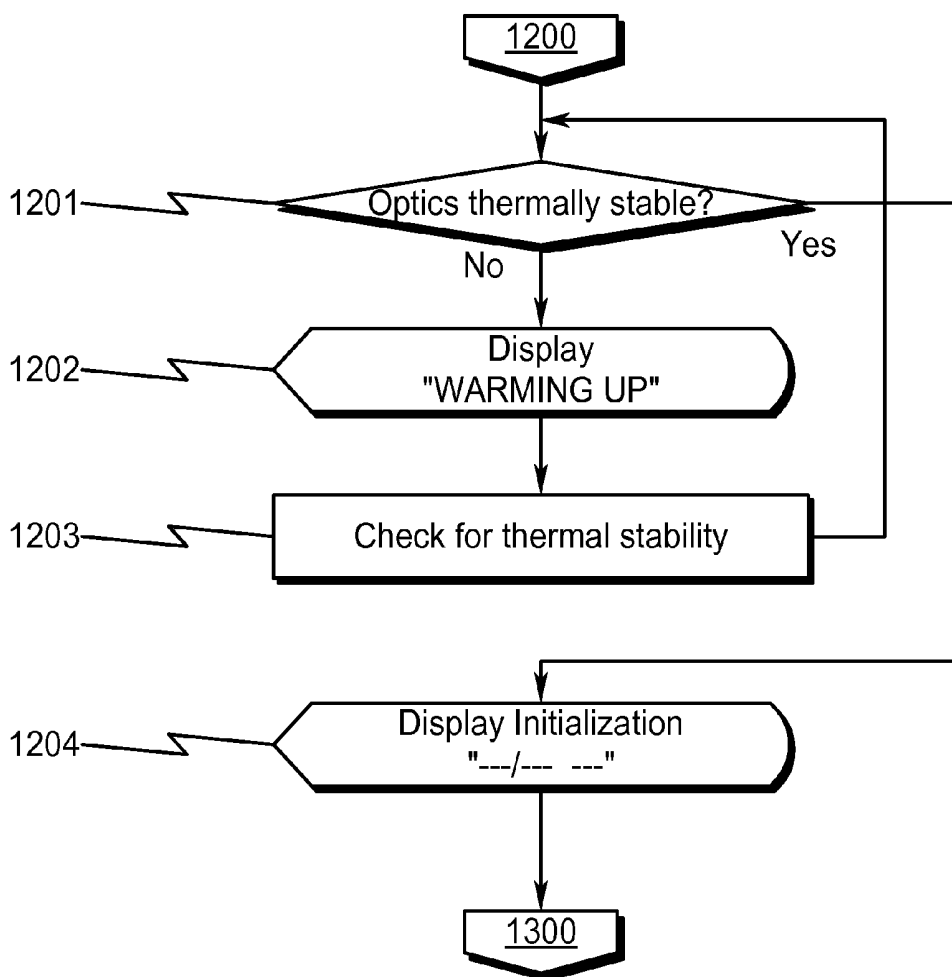 1200
1201
Optics thermally stable?
Yes
No
1202
Display
"WARMING UP"
1203
Check for thermal stability
1204
Display Initialization
"---/--- ---"
1300